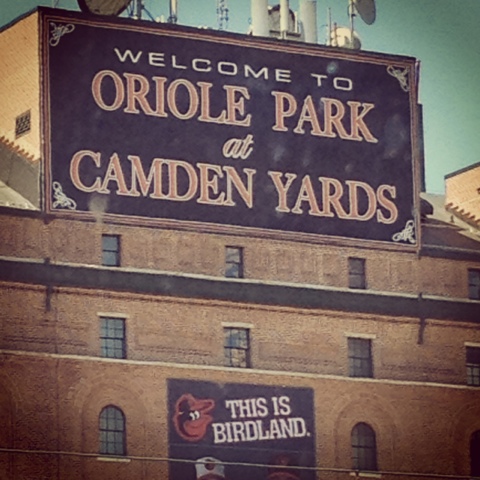 WELCOME TO
ORIOLE PARK
at
CAMDEN YARDS
THIS IS
BIRDLAND.